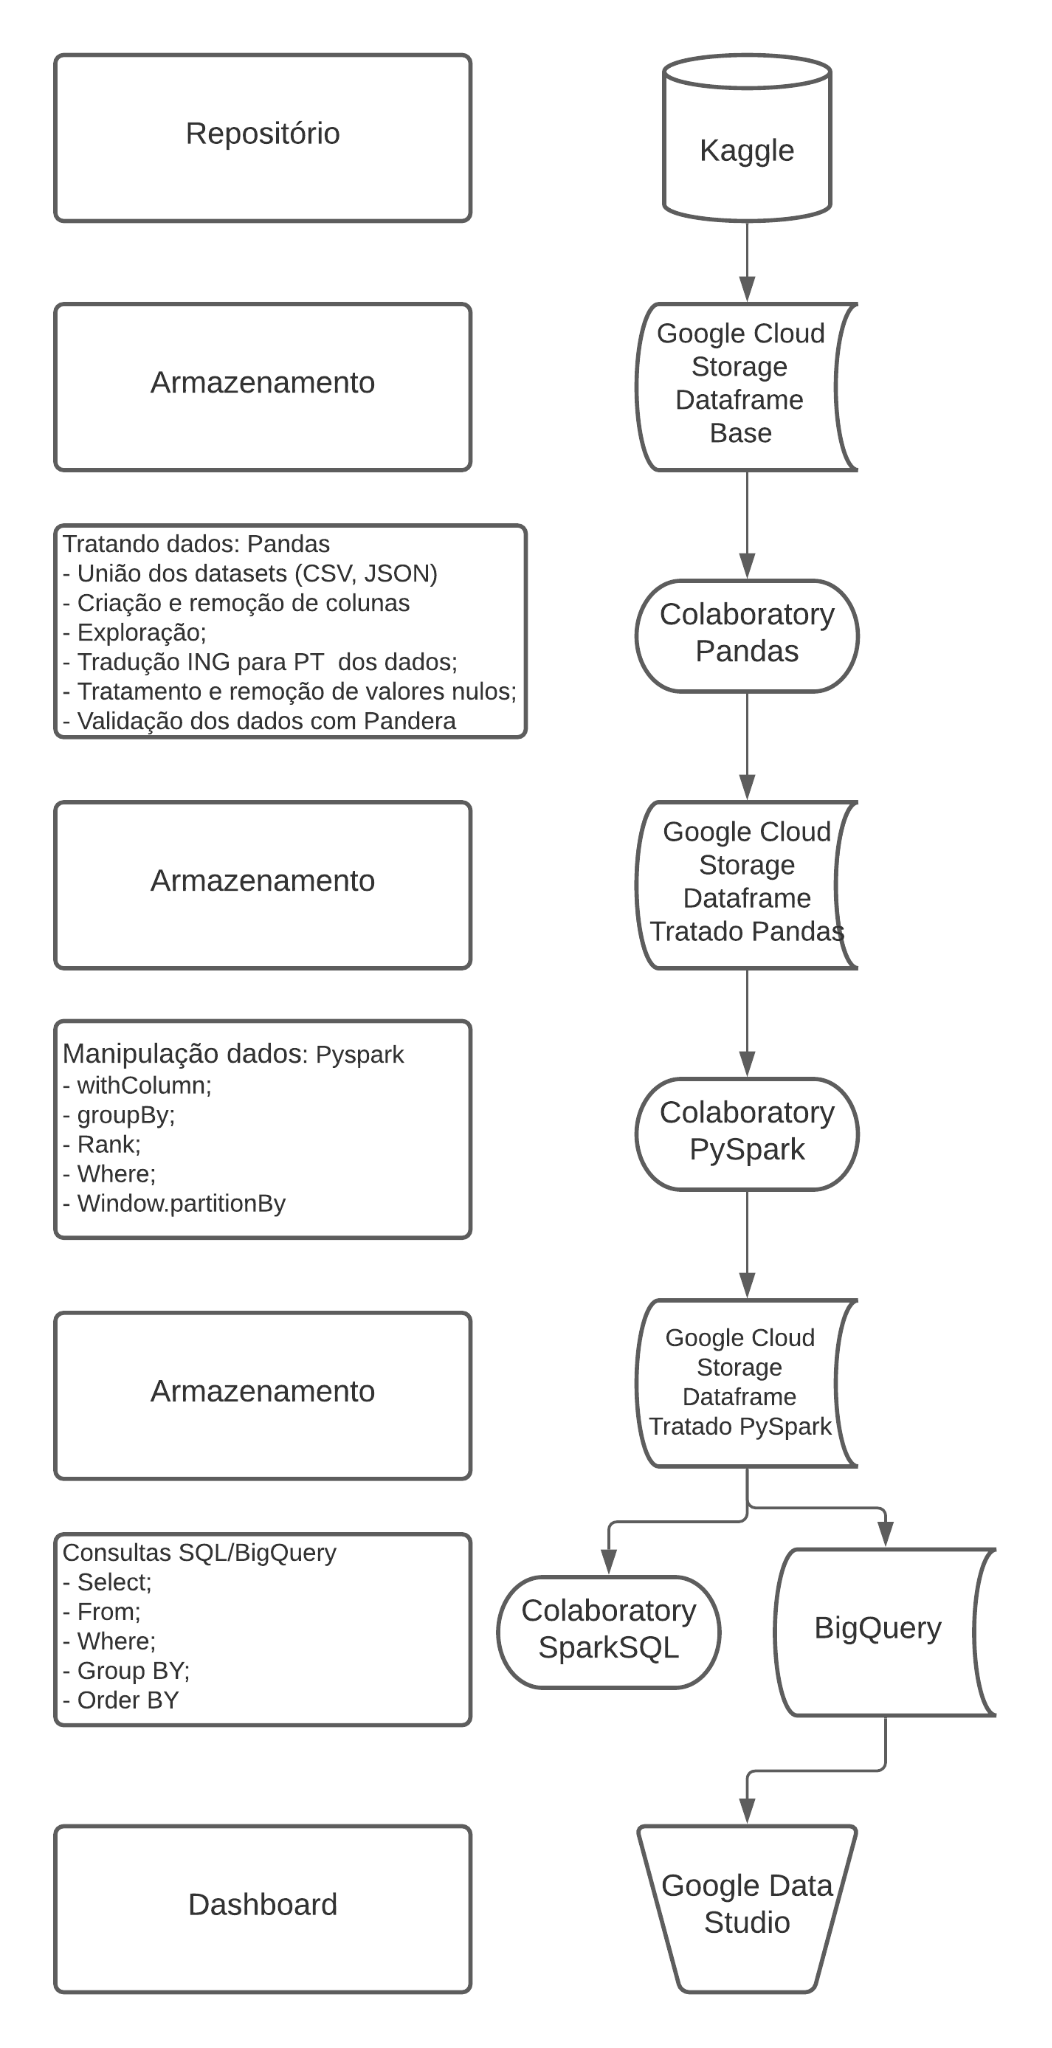 Repositório
Kaggle
Armazenamento
Google Cloud
Storage
Dataframe
Base
Tratando dados: Pandas
- União dos datasets (CSV, JSON)
- Criação e remoção de colunas
- Exploração;
- Tradução ING para PT  dos dados;
- Tratamento e remoção de valores nulos;
- Validação dos dados com Pandera
Colaboratory
Pandas
Armazenamento
Google Cloud
Storage
Dataframe
Tratado Pandas
Manipulação dados: Pyspark
- withColumn;
- groupBy;
- Rank;
- Where;
- Window.partitionBy
Colaboratory
PySpark
Armazenamento
Google Cloud
Storage
Dataframe
Tratado PySpark
Consultas SQL/BigQuery
- Select;
- From;
- Where;
- Group BY;
- Order BY
Colaboratory
SparkSQL
BigQuery
Dashboard
Google Data
Studio